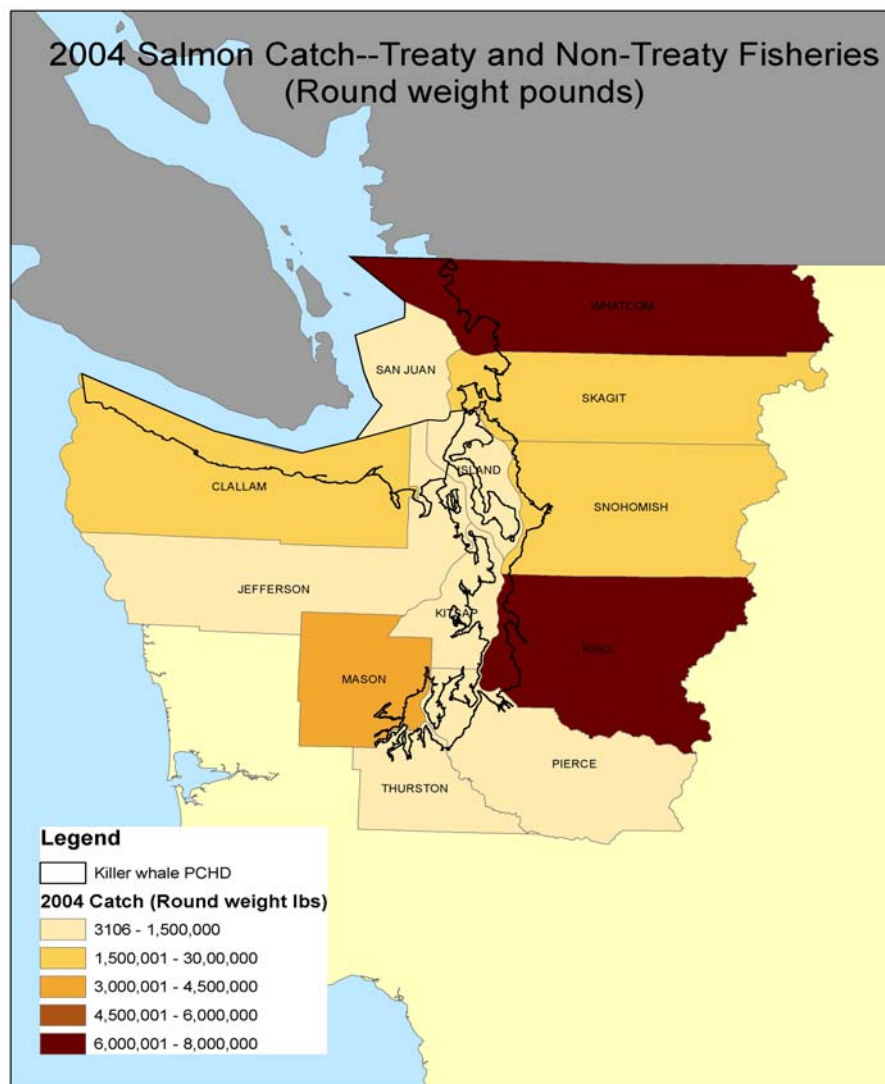 2004 Salmon Catch--Treaty and Non-Treaty Fisheries
(Round weight pounds)
WHATCOM
SAN JUAN
SKAGIT
ISLAND
CLALLAM
SNOHOMISH
JEFFERSON
KITSAP
KING
MASON
PIERCE
THURSTON
Legend
Killer whale PCHD
2004 Catch (Round weight lbs)
3106 - 1,500,000
1,500,001 - 30,00,000
3,000,001 - 4,500,000
4,500,001 - 6,000,000
6,000,001 - 8,000,000